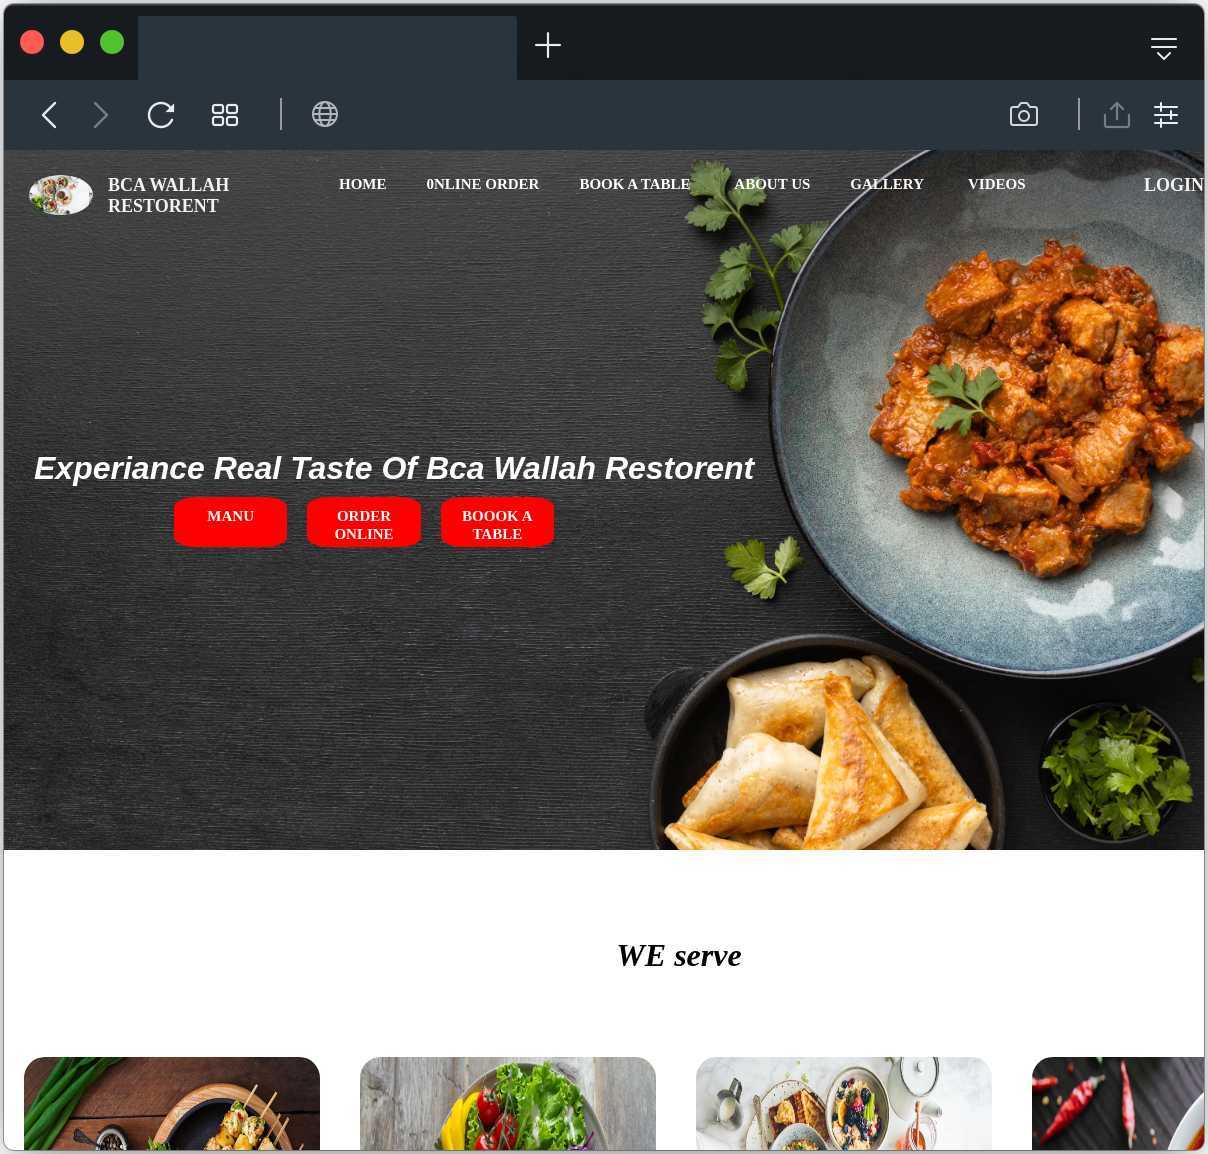 BCA WALLAH
RESTORENT
HOME
0NLINE ORDER
BOOK A TABLE
ABOUT US
GALLERY
VIDEOS
LOGIN
Experiance Real Taste Of Bca Wallah Restorent
MANU
ORDER
ONLINE
BOOOK A
TABLE
WE serve